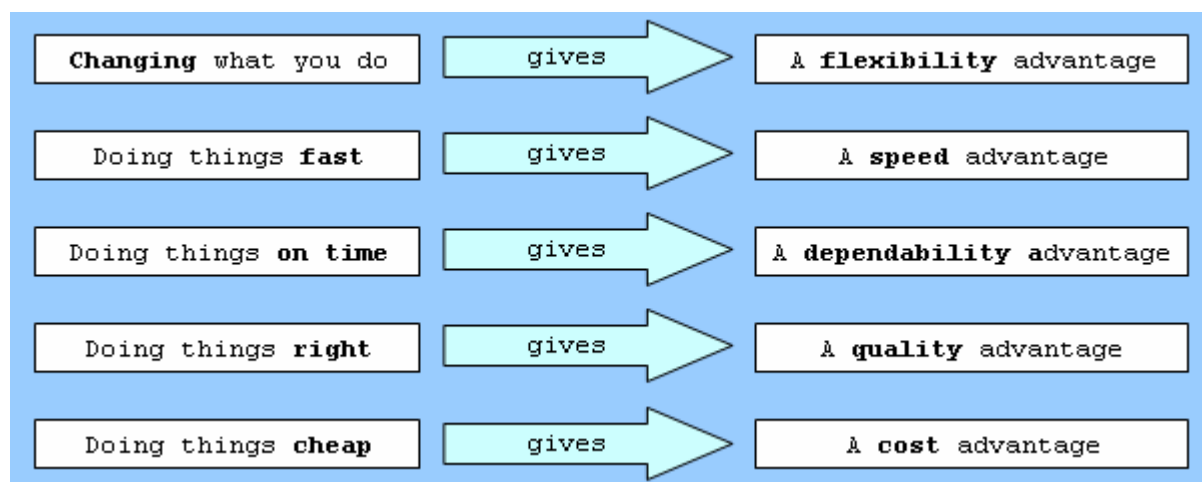 Changing what you do gives A flexibility advantage
Doing things fast gives A speed advantage
Doing things on time gives A dependability advantage
Doing things right gives A quality advantage
Doing things cheap gives A cost advantage